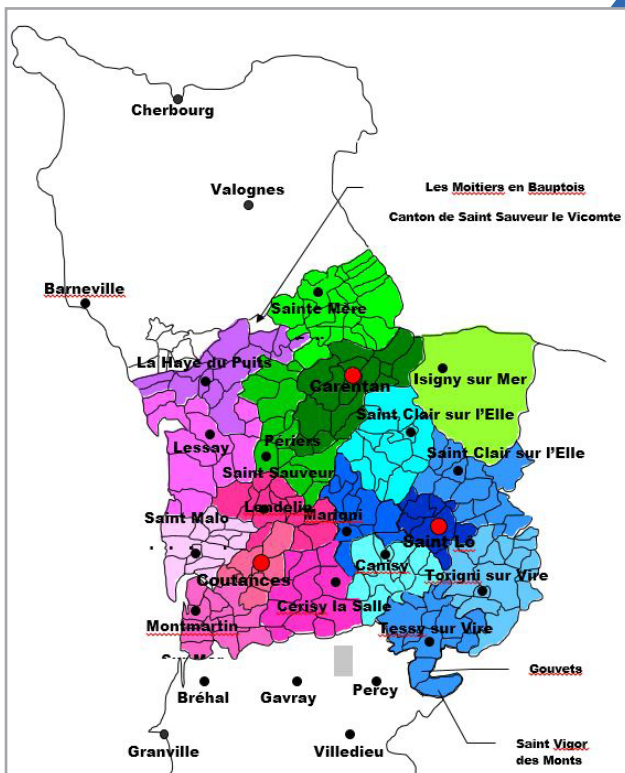 Cherbourg
Valognes
Les Moitiers en Bauptois
Canton de Saint Sauveur le Vicomte
Barneville
Sainte Mère
La Haye du Puits
Carentan
Isigny sur Mer
Saint Clair sur l'Elle
Lessay
Périers
Saint Clair sur l'Elle
Saint Sauveur
Lendelin
Saint Malo
Marigni
Saint Lô
Coutances
Canisy
Torigni sur Vire
Cerisy la Salle
Montmartin
Tessy sur Vire
Gouvets
Bréhal
Gavray
Percy
Granville
Villedieu
Saint Vigor
des Monts